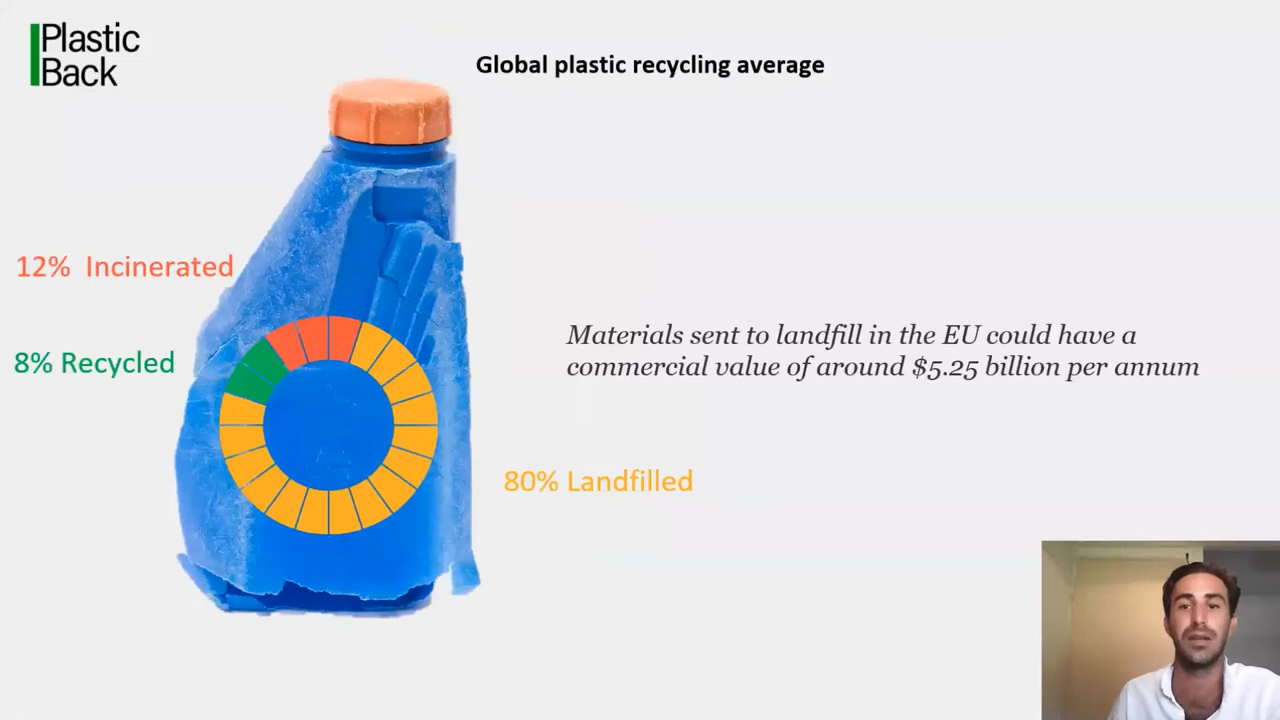 Plastic
Back
Global plastic recycling average
12% Incinerated
8% Recycled
Materials sent to landfill in the EU could have a
commercial value of around $5.25 billion per annum
80% Landfilled